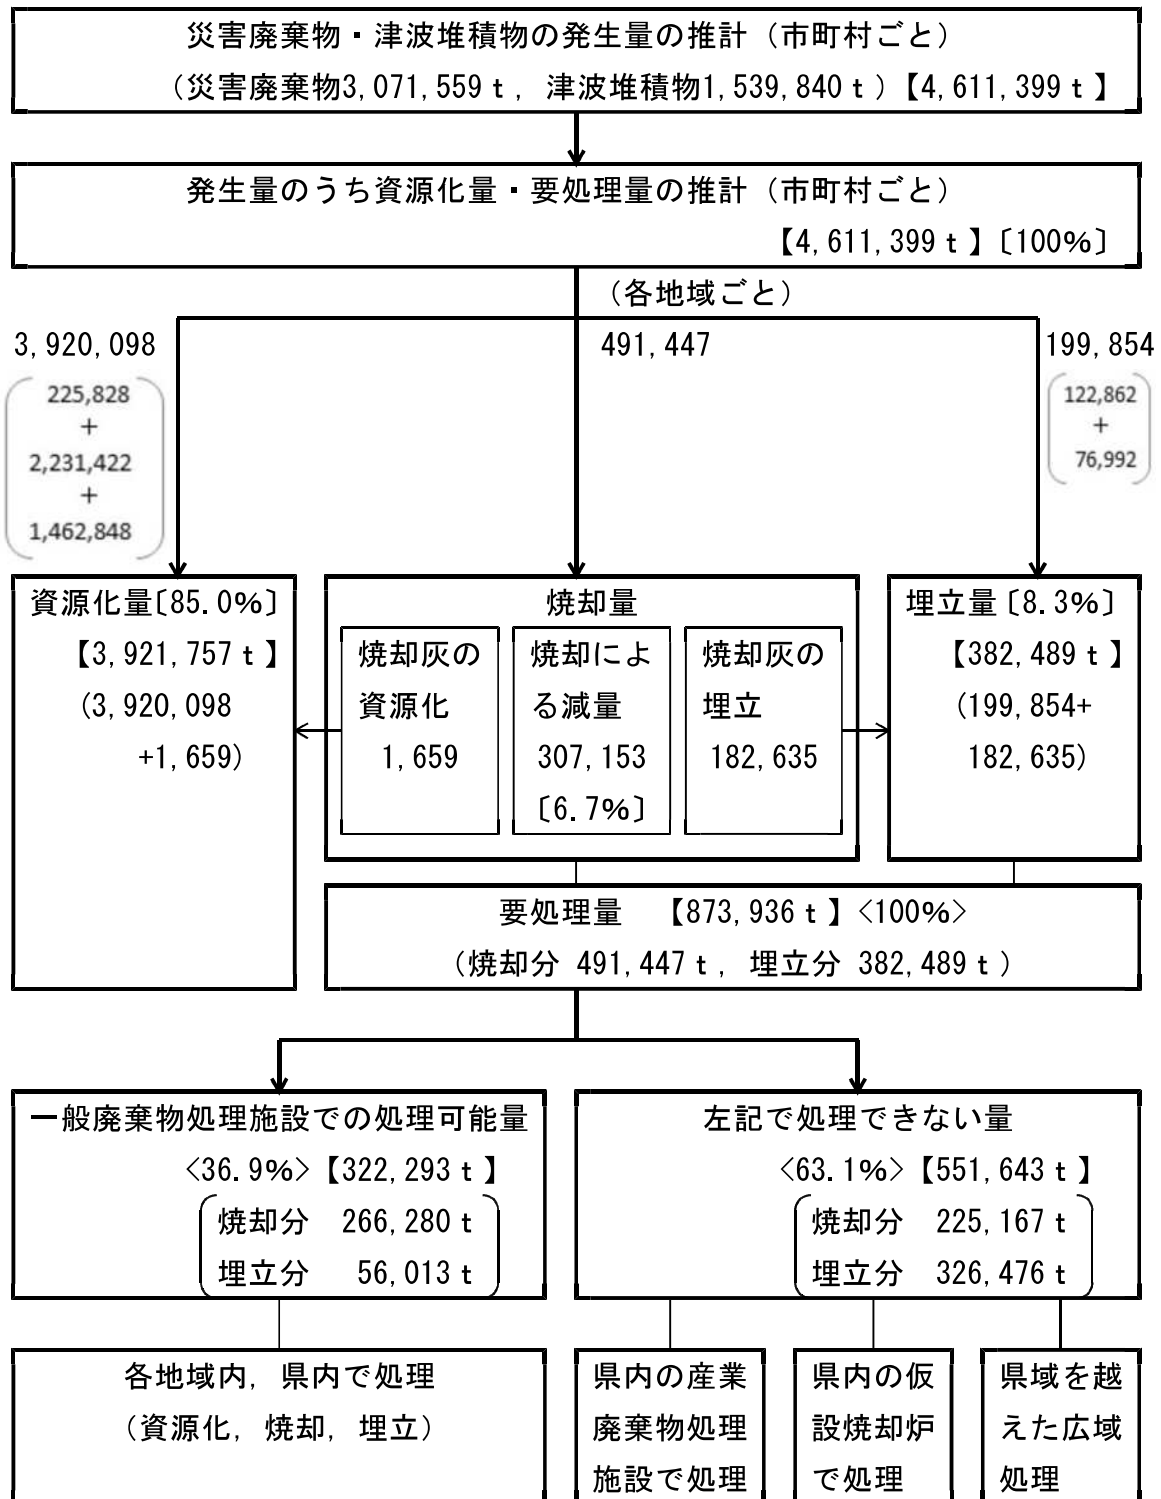 災害廃棄物・津波堆積物の発生量の推計（市町村ごと）
（災害廃棄物3,071,559ｔ，津波堆積物1,539,840ｔ）【4,611,399ｔ】
発生量のうち資源化量・要処理量の推計（市町村ごと）
【4,611,399ｔ】〔100%〕
（各地域ごと）
3,920,098
225,828
+
2,231,422
+
1,462,848
491,447
199,854
122,862
+
76,992
資源化量〔85.0%〕
【3,921,757ｔ】
(3,920,098
+1,659)
焼却量
焼却灰の
資源化
1,659
焼却によ
る減量
307,153
〔6.7%〕
焼却灰の
埋立
182,635
埋立量〔8.3%〕
【382,489ｔ】
(199,854+
182,635)
要処理量　【873,936ｔ】<100%>
（焼却分 491,447ｔ，埋立分 382,489ｔ）
一般廃棄物処理施設での処理可能量
<36.9%>【322,293ｔ】
焼却分　266,280ｔ
埋立分　56,013ｔ
左記で処理できない量
<63.1%>【551,643ｔ】
焼却分　225,167ｔ
埋立分　326,476ｔ
各地域内，県内で処理
（資源化，焼却，埋立）
県内の産業
廃棄物処理
施設で処理
県内の仮
設焼却炉
で処理
県域を越
えた広域
処理